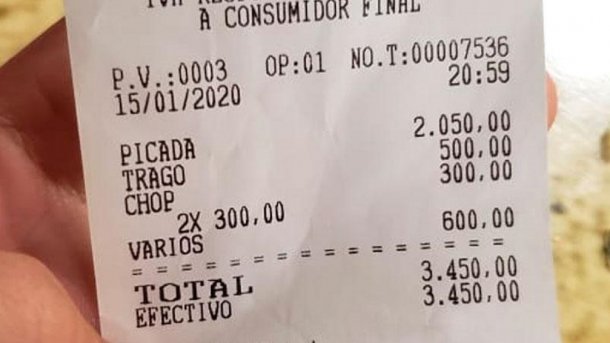 A CONSUMIDOR FINAL
P.V.:0003 OP:01 NO.T:00007536
15/01/2020 20:59
PICADA 2.050,00
TRAGO 500,00
CHOP 300,00
2X 300,00
VARIOS 600,00
= = = = = = = = = = = = = = = = = = =
TOTAL 3.450,00
EFECTIVO 3.450,00